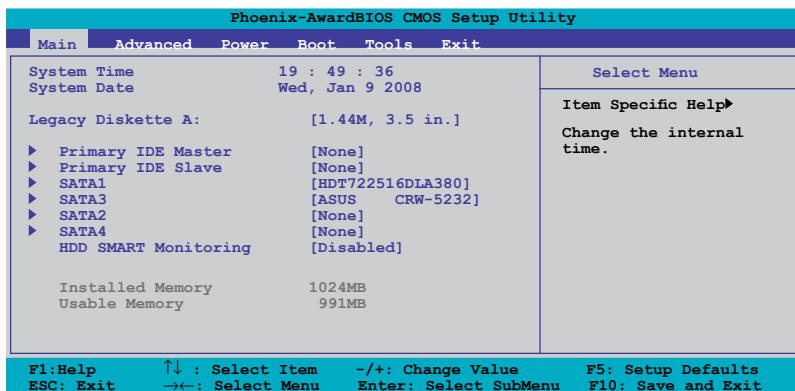 Phoenix-AwardBIOS CMOS Setup Utility
Main Advanced Power Boot Tools Exit
System Time 19 : 49 : 36
System Date Wed, Jan 9 2008
Legacy Diskette A: [1.44M, 3.5 in.]
Primary IDE Master [None]
Primary IDE Slave [None]
SATA1 [HDT722516DLA380]
SATA3 [ASUS CRW-5232]
SATA2 [None]
SATA4 [None]
HDD SMART Monitoring [Disabled]
Installed Memory 1024MB
Usable Memory 991MB
Select Menu
Item Specific Help
Change the internal
time.
F1:Help ↑↓ : Select Item -/+: Change Value F5: Setup Defaults
ESC: Exit →←: Select Menu Enter: Select SubMenu F10: Save and Exit